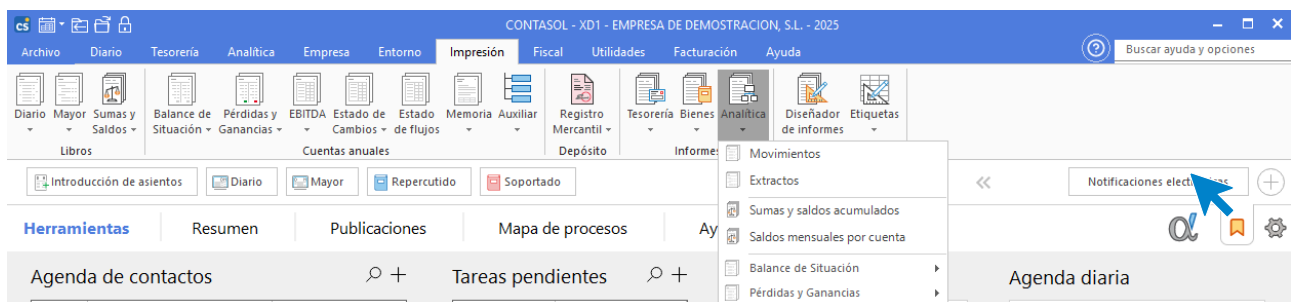 cs
CONTASOL - XD1 - EMPRESA DE DEMOSTRACION, S.L. - 2025
Archivo Diario Tesorería Analítica Empresa Entorno Impresión Fiscal Utilidades Facturación Ayuda Buscar ayuda y opciones
Diario Mayor Sumas y Balance de Pérdidas y EBITDA Estado de Estado Memoria Auxiliar Registro Tesorería Bienes Analítica Diseñador Etiquetas
Saldos Situación Ganancias Cambios de flujos Mercantil de informes
Libros Cuentas anuales Depósito
Movimientos
Introducción de asientos Diario Mayor Repercutido Soportado Extractos
Sumas y saldos acumulados
Herramientas Resumen Publicaciones Mapa de procesos
Saldos mensuales por cuenta
Agenda de contactos Tareas pendientes Balance de Situación Agenda diaria
Pérdidas y Ganancias